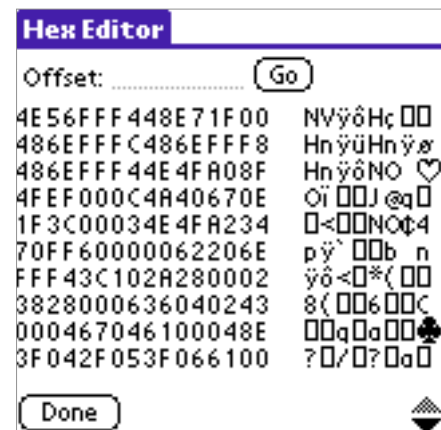 Hex Editor
Offset: Go
4E56FFF448E71F00 NVÿôHç□□
486EFFFC486EFFF8 HnÿüHnÿø
486EFFF44E4FA08F HnÿôNO ♡
4FEF000C4A40670E Oï□□J@g□
1F3C00034E4FA234 □<□□NO¢4
70FF60000062206E pÿ`□□b n
FFF43C102A280002 ÿô<□*(□□
3828000636040243 8(□□6□□C
000467046100048E □□g□a□□♣
3F042F053F066100 ?□/□?□a□
Done